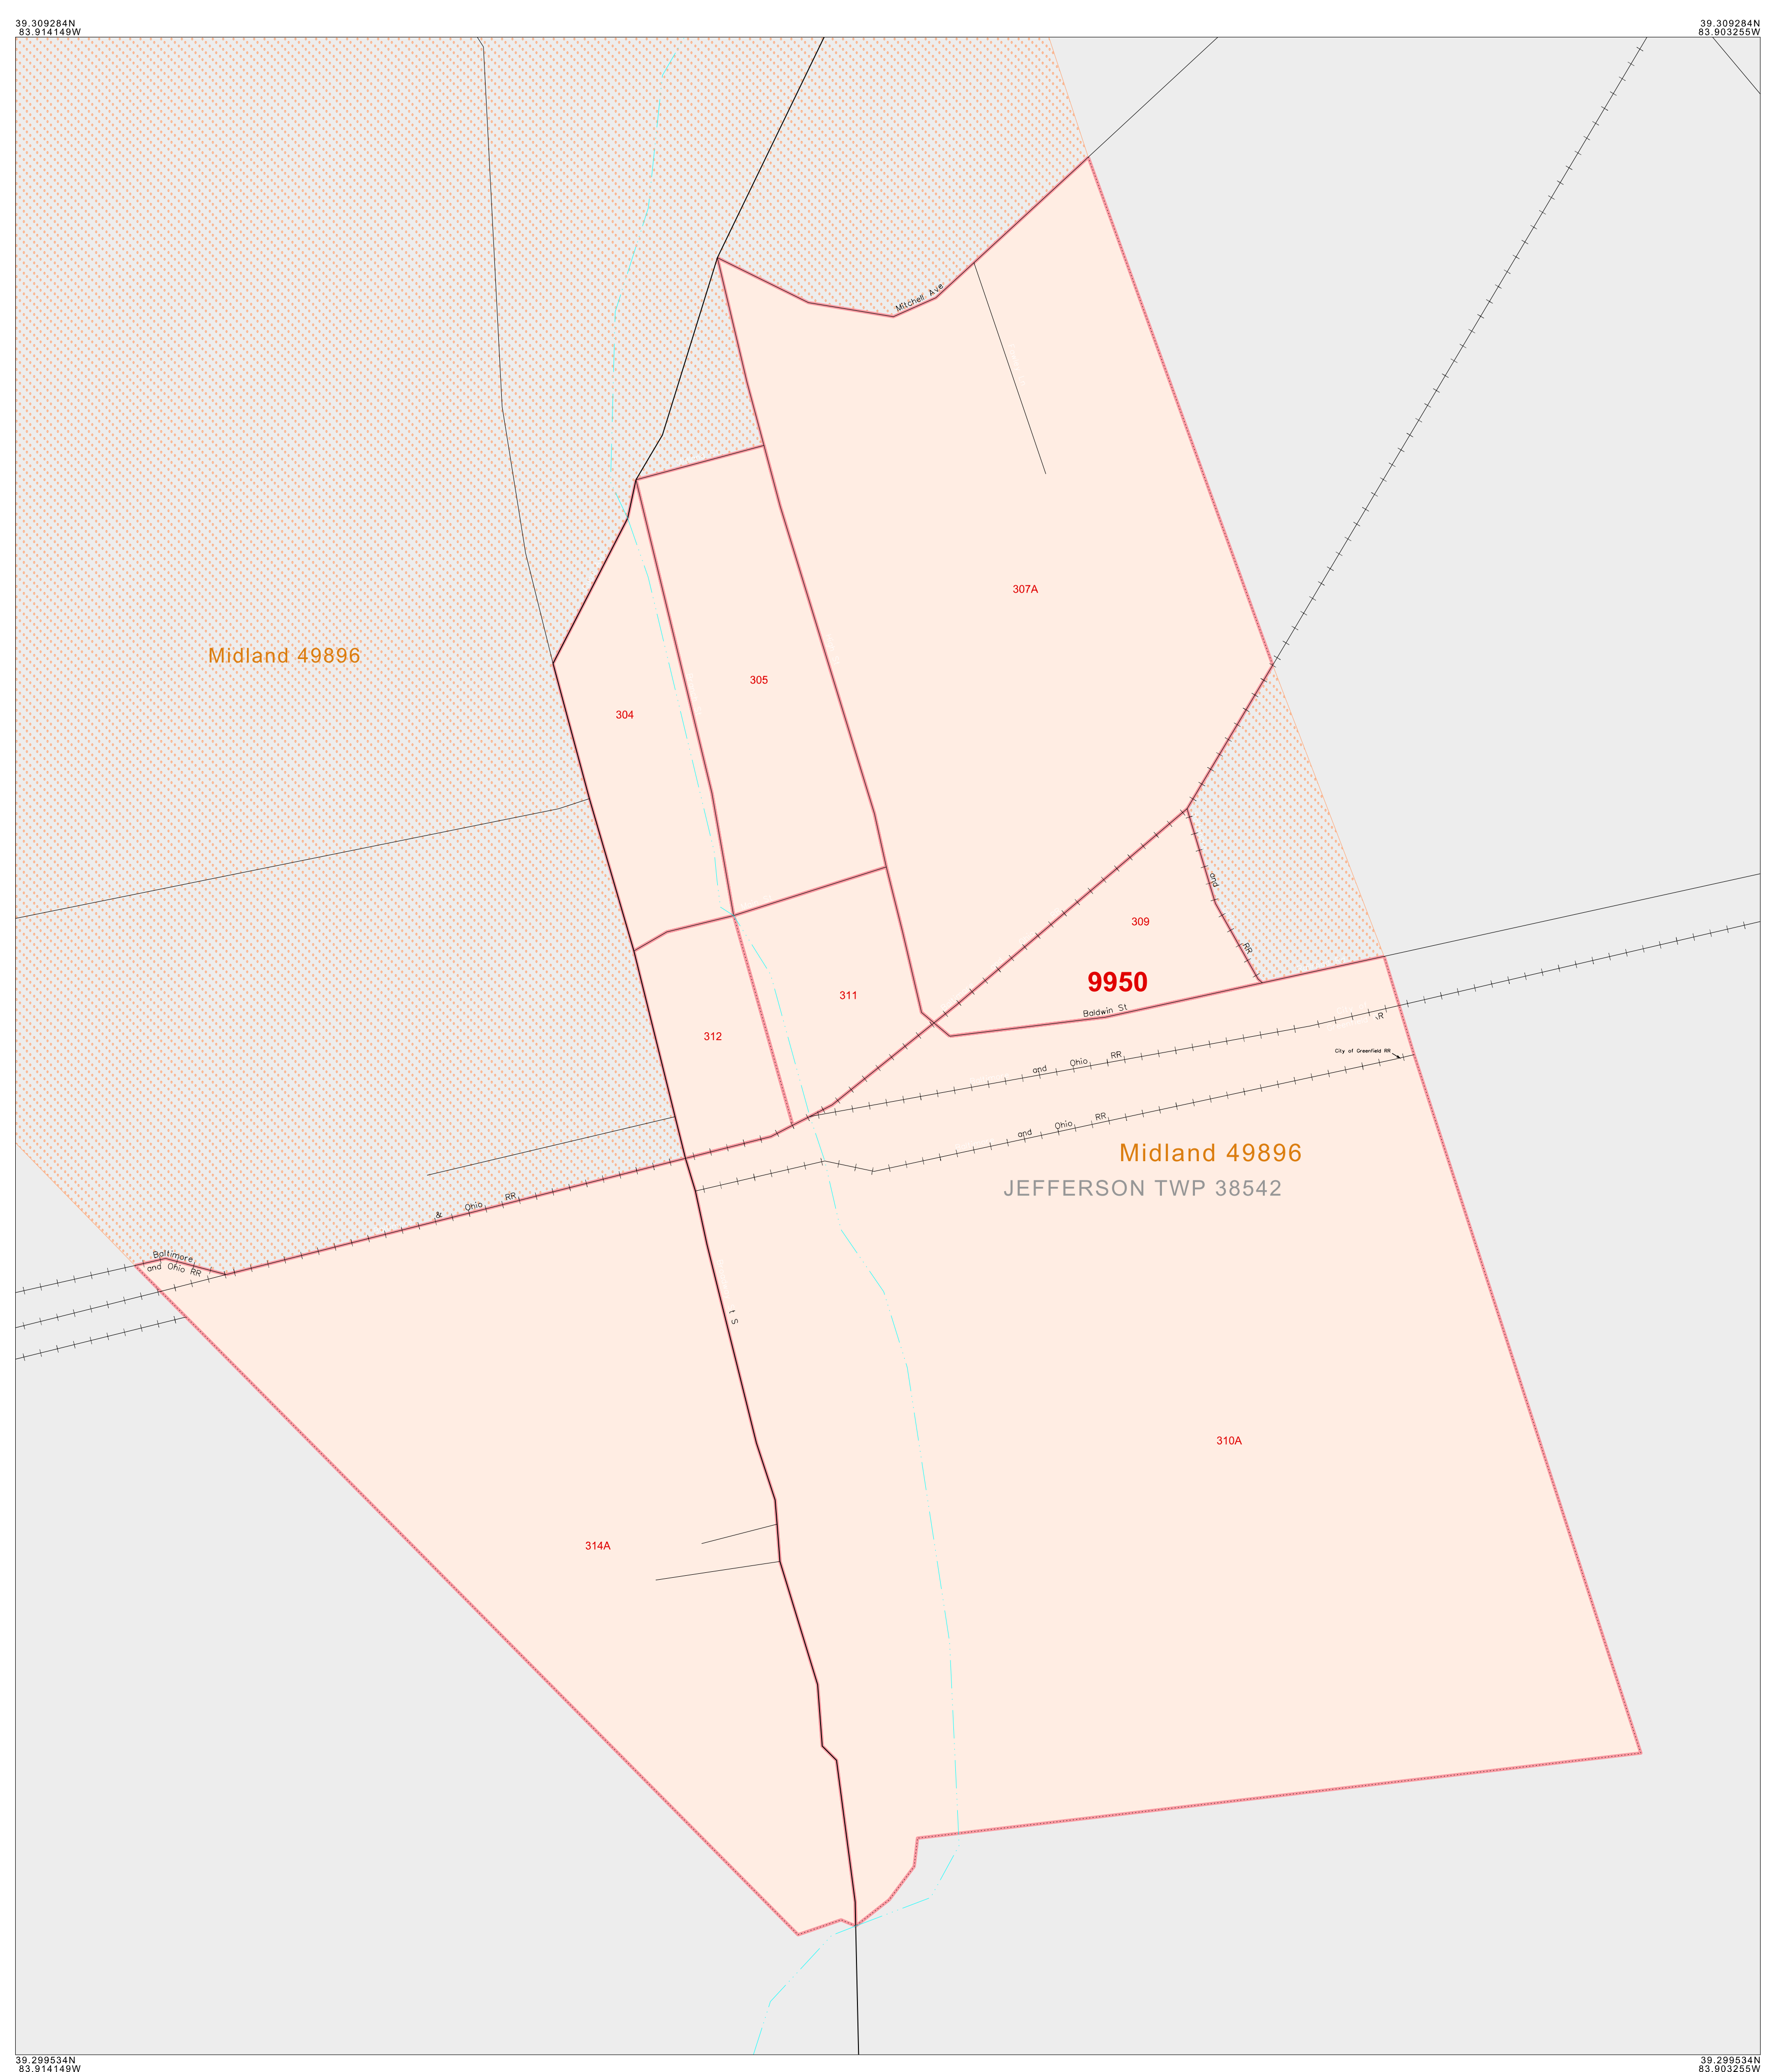 39.309284N
83.914149W
39.309284N
83.903255W
Mitchell Ave
307A
Midland 49896
305
304
and
RR
309
9950
311
Baldwin St
312
City of Greenfield RR
and Ohio RR
and Ohio RR
Midland 49896
JEFFERSON TWP 38542
& Ohio RR
Baltimore
and Ohio RR
t S
310A
314A
39.299534N
83.914149W
39.299534N
83.903255W